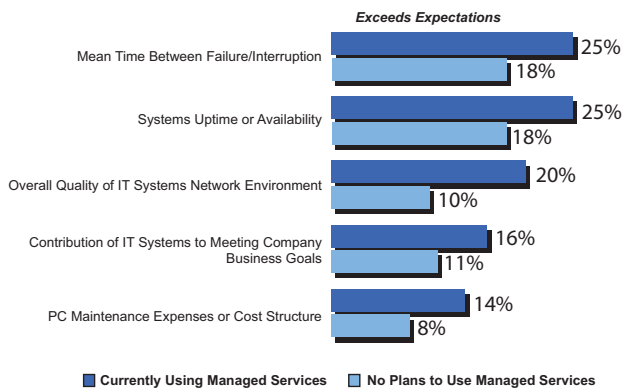 Exceeds Expectations
Mean Time Between Failure/Interruption
25%
18%
Systems Uptime or Availability
25%
18%
Overall Quality of IT Systems Network Environment
20%
10%
Contribution of IT Systems to Meeting Company
Business Goals
16%
11%
PC Maintenance Expenses or Cost Structure
14%
8%
Currently Using Managed Services
No Plans to Use Managed Services